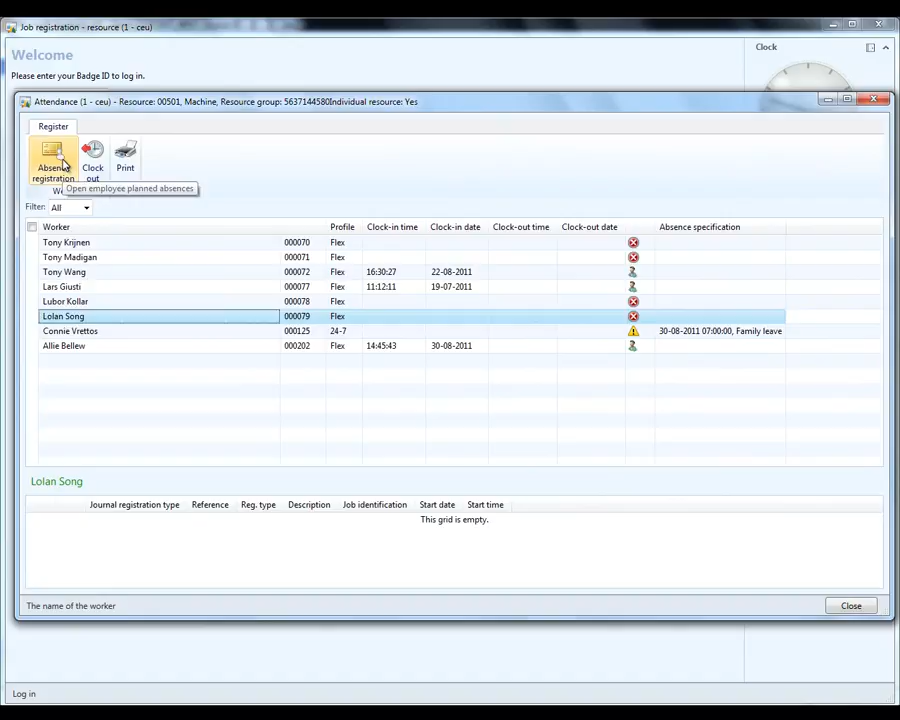 Job registration - resource (1 - ceu)
Welcome
Please enter your Badge ID to log in.
Clock
Attendance (1 - ceu) - Resource: 00501, Machine, Resource group: 5637144580Individual resource: Yes
Register
Absence registration
Clock out
Print
Open employee planned absences
Filter: All
Worker Profile Clock-in time Clock-in date Clock-out time Clock-out date Absence specification
Tony Krijnen 000070 Flex
Tony Madigan 000071 Flex
Tony Wang 000072 Flex 16:30:27 22-08-2011
Lars Giusti 000077 Flex 11:12:11 19-07-2011
Lubor Kollar 000078 Flex
Lolan Song 000079 Flex
Connie Vrettos 000125 24-7 30-08-2011 07:00:00, Family leave
Allie Bellew 000202 Flex 14:45:43 30-08-2011
Lolan Song
Journal registration type Reference Reg. type Description Job identification Start date Start time
This grid is empty.
The name of the worker
Close
Log in